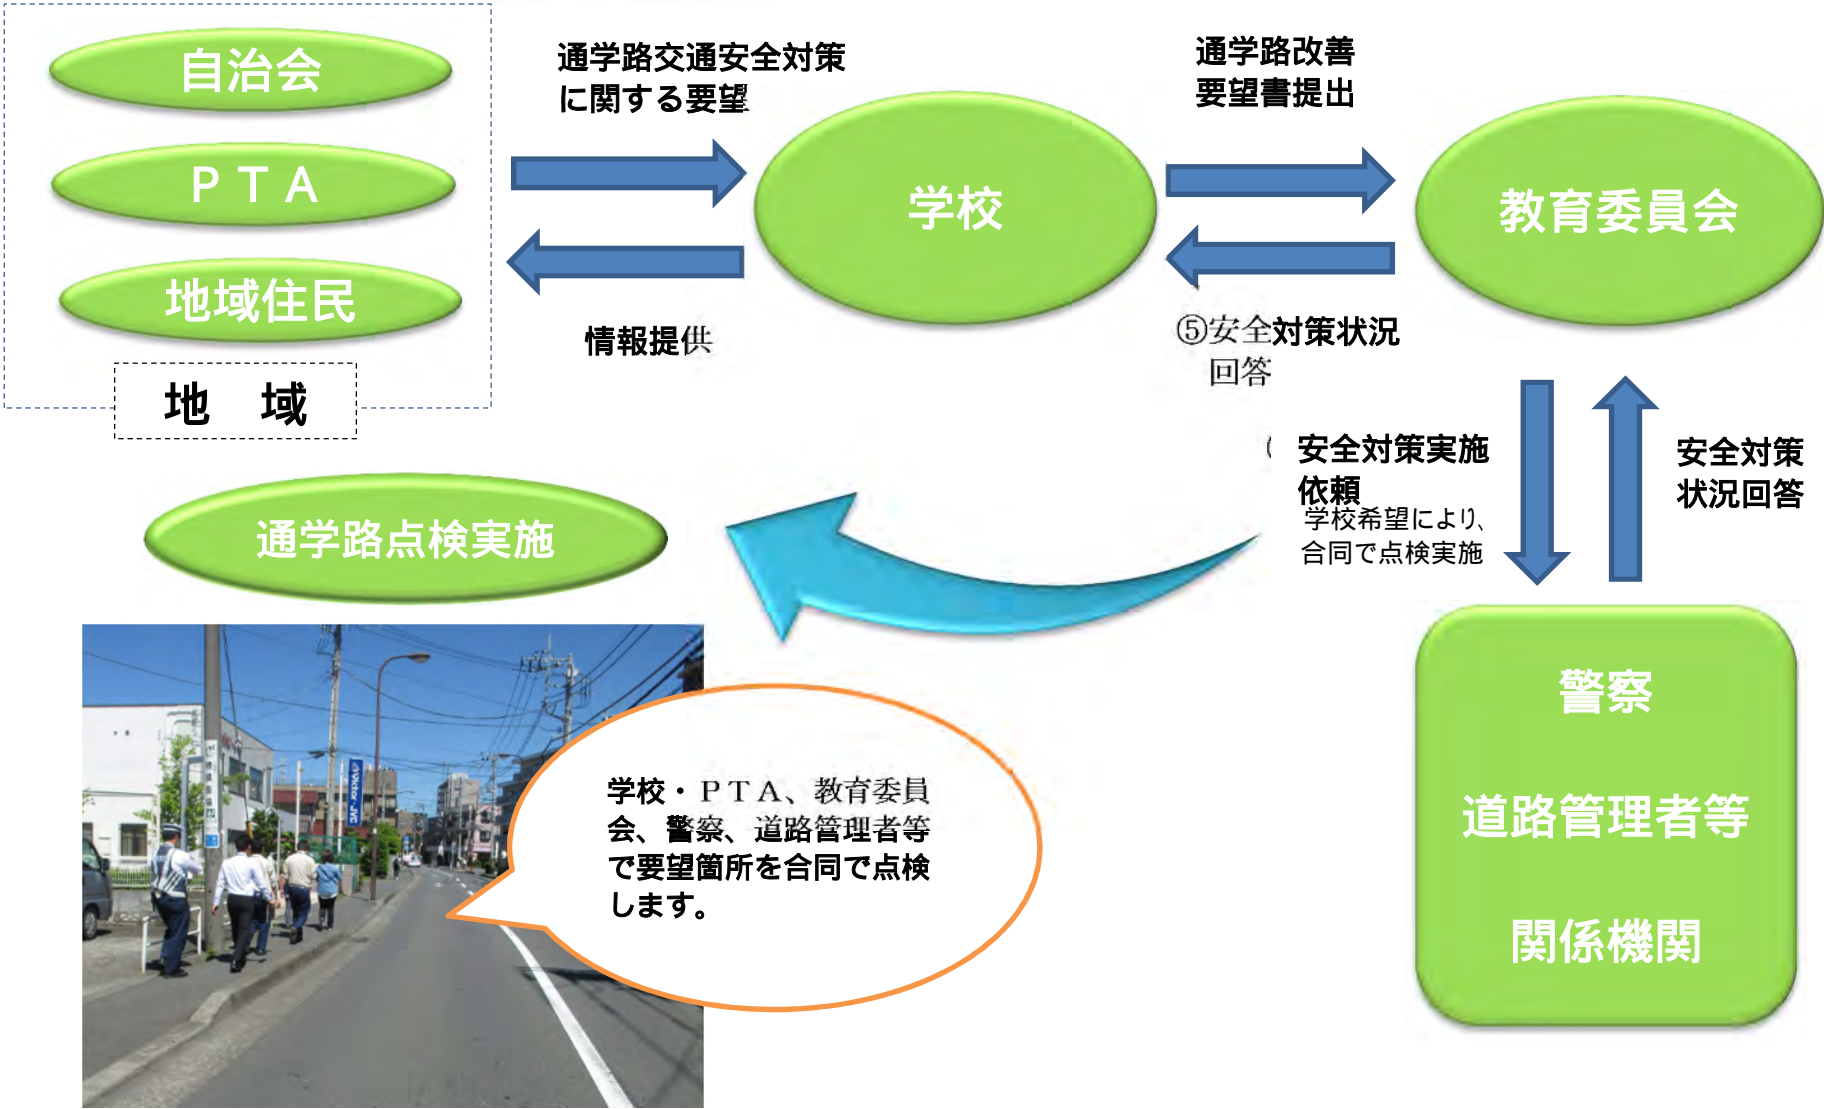 自治会
ＰＴＡ
地域住民
地　域
通学路交通安全対策
に関する要望
情報提供
学校
通学路改善
要望書提出
⑤安全対策状況
回答
教育委員会
安全対策実施
依頼
学校希望により、
合同で点検実施
安全対策
状況回答
警察
道路管理者等
関係機関
通学路点検実施
学校・ＰＴＡ、教育委員
会、警察、道路管理者等
で要望箇所を合同で点検
します。
Victor・JVC